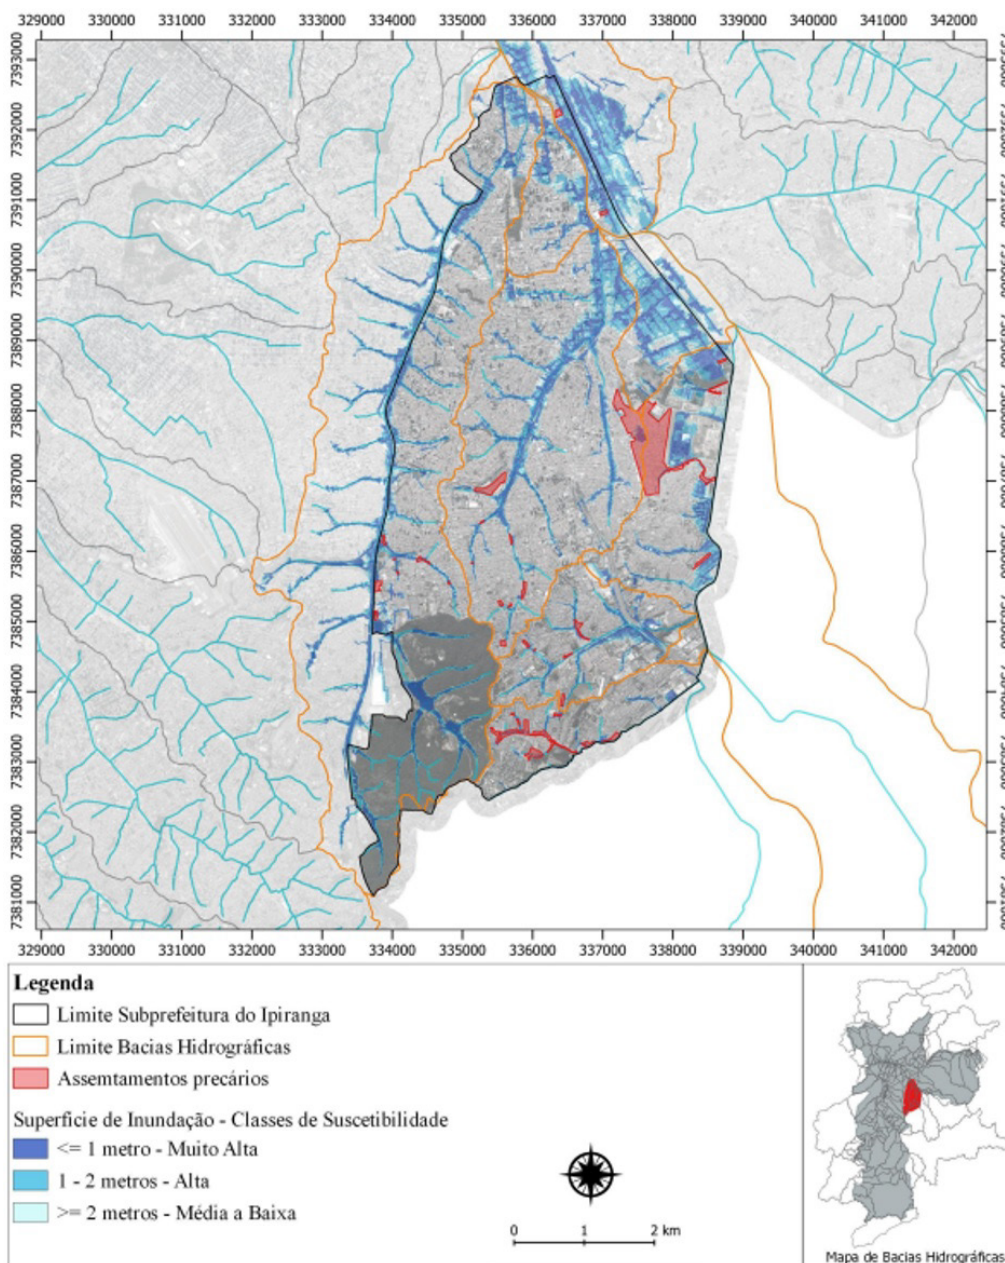 329000 330000 331000 332000 333000 334000 335000 336000 337000 338000 339000 340000 341000 342000
7393000
7392000
7391000
7390000
7389000
7388000
7387000
7386000
7385000
7384000
7383000
7382000
7381000
329000 330000 331000 332000 333000 334000 335000 336000 337000 338000 339000 340000 341000 342000
Legenda
Limite Subprefeitura do Ipiranga
Limite Bacias Hidrográficas
Assemtamentos precários
Superfície de Inundação - Classes de Suscetibilidade
<= 1 metro - Muito Alta
1 - 2 metros - Alta
>= 2 metros - Média a Baixa
0 1 2 km
Mapa de Bacias Hidrográficas